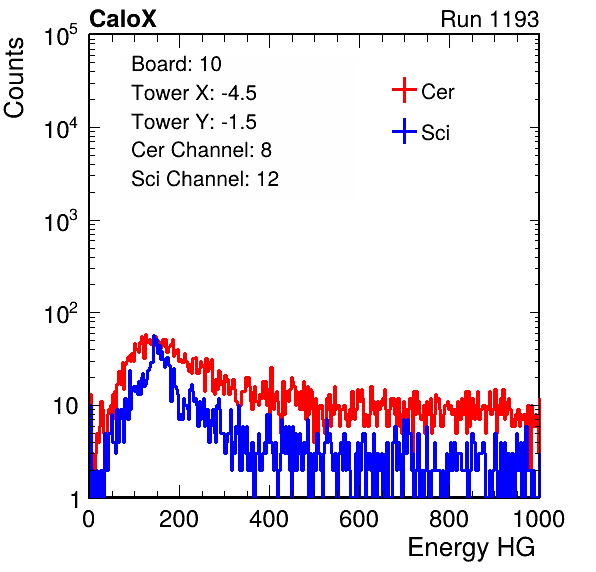 CaloX Run 1193
Counts
10^5
10^4
10^3
10^2
10
1
Board: 10
Tower X: -4.5
Tower Y: -1.5
Cer Channel: 8
Sci Channel: 12
Cer
Sci
0 200 400 600 800 1000
Energy HG